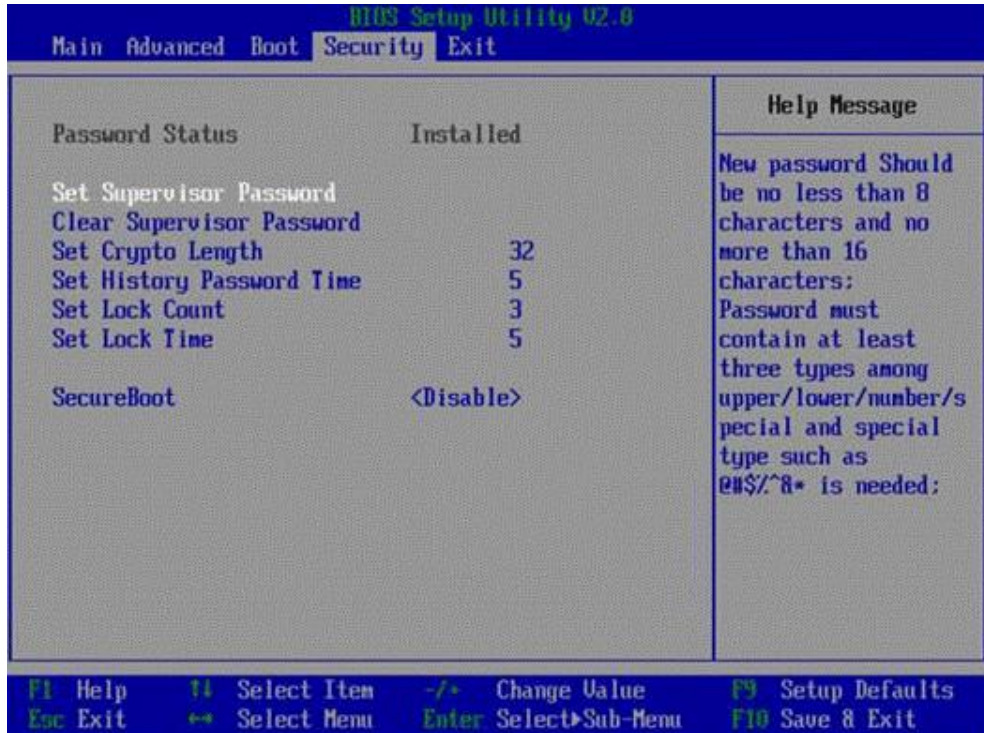 BIOS Setup Utility V2.0
Main Advanced Boot Security Exit
Password Status Installed
Set Supervisor Password
Clear Supervisor Password
Set Crypto Length 32
Set History Password Time 5
Set Lock Count 3
Set Lock Time 5
SecureBoot <Disable>
Help Message
New password Should
be no less than 8
characters and no
more than 16
characters;
Password must
contain at least
three types among
upper/lower/number/s
pecial and special
type such as
@#$%^&* is needed;
F1 Help ↑↓ Select Item -/+ Change Value F9 Setup Defaults
Esc Exit ↔ Select Menu Enter Select▶Sub-Menu F10 Save & Exit